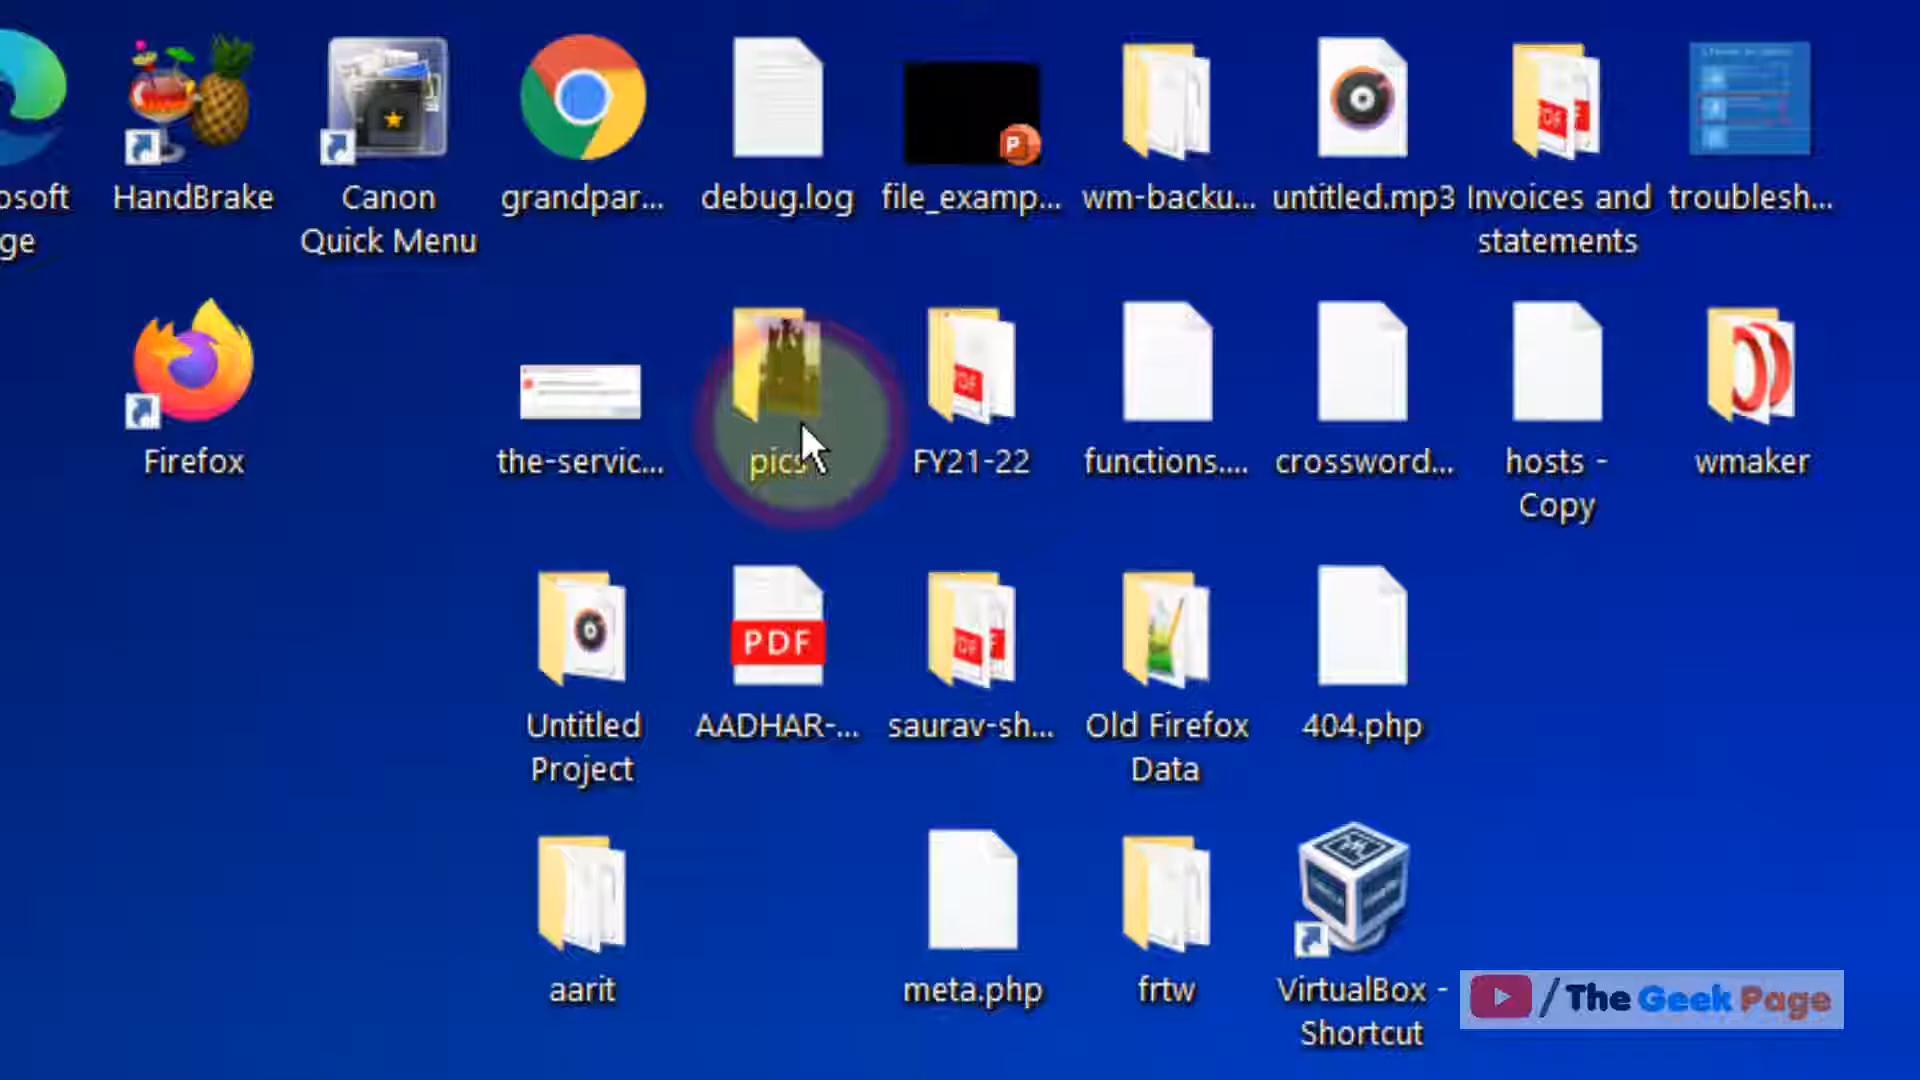 osoft
ge
HandBrake
Canon
Quick Menu
grandpar...
debug.log
file_examp...
wm-backu...
untitled.mp3
Invoices and
statements
troublesh...
Firefox
the-servic...
pics
FY21-22
functions....
crossword...
hosts -
Copy
wmaker
Untitled
Project
PDF
AADHAR-...
saurav-sh...
Old Firefox
Data
404.php
aarit
meta.php
frtw
VirtualBox -
Shortcut
/The Geek Page